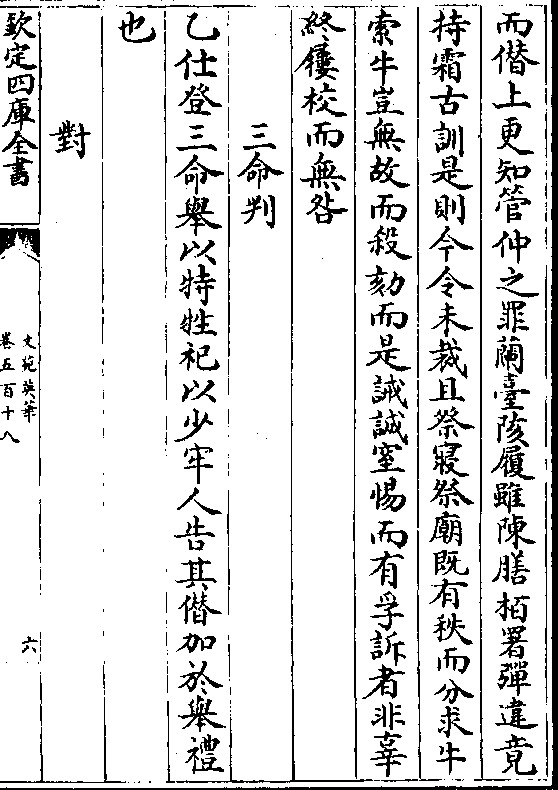 而僭上更知管仲之罪蘭臺陔履雖陳膳栢署彈違竟
持霜古訓是則今令未裁且祭寢祭廟既有秩而分求牛
索牛豈無故而殺劾而是誡誠窒惕而有孚訴者非辜
終鏤校而無咎
三命判
乙仕登三命舉以特牲祀以少牢人告其僭加於舉禮
也
對
欽定四庫全書
文苑英華
卷五百十八
六